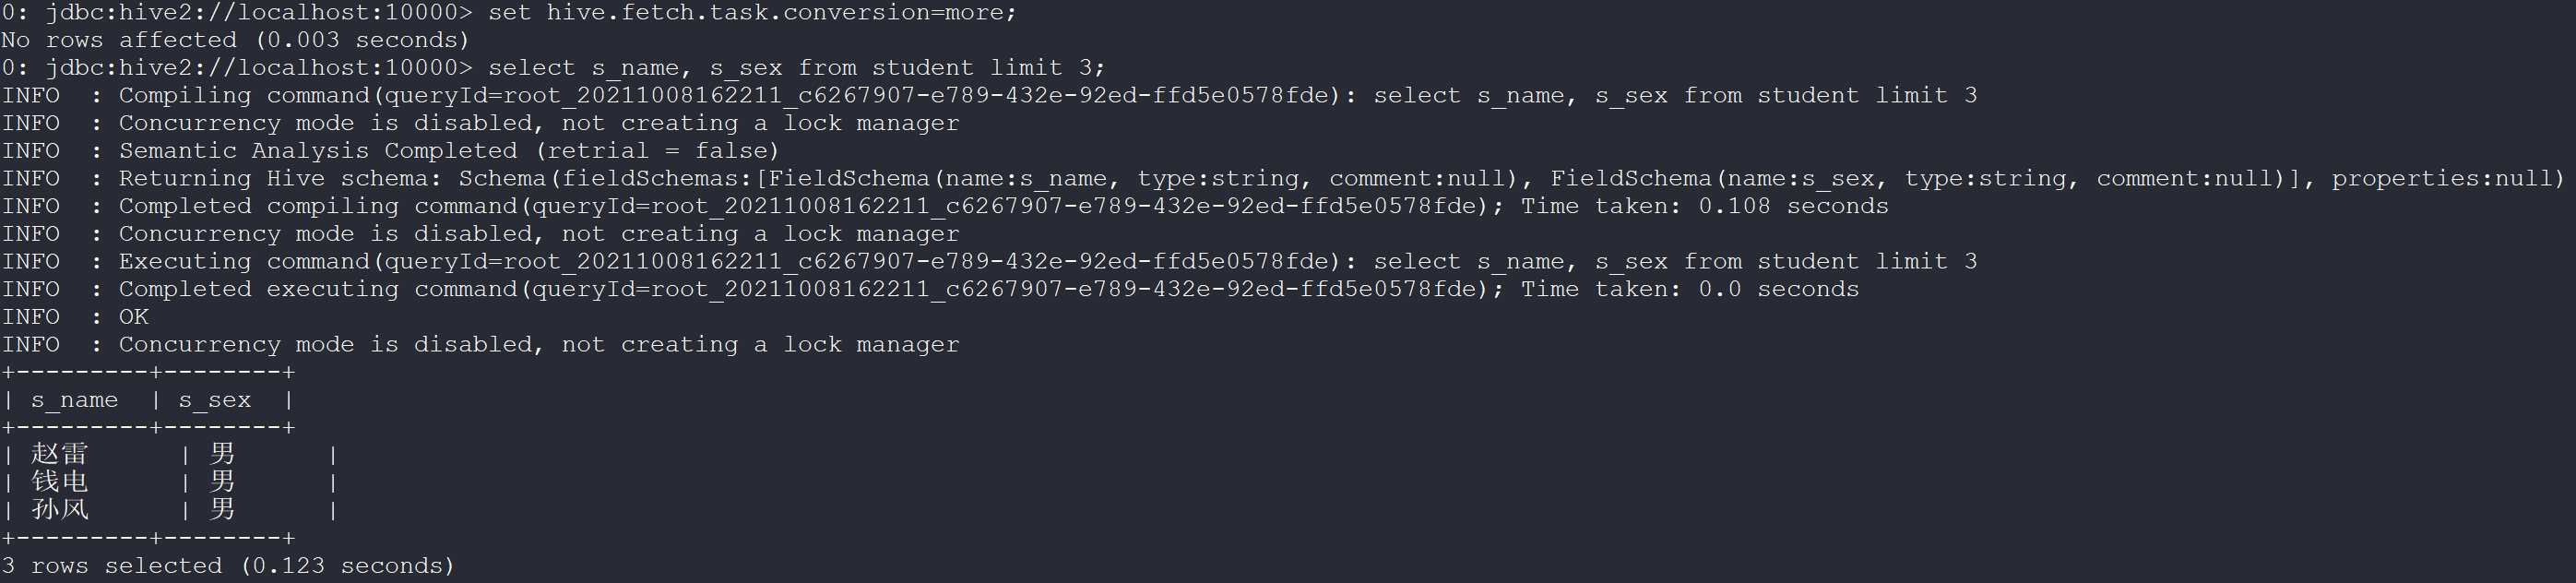 0: jdbc:hive2://localhost:10000> set hive.fetch.task.conversion=more;
No rows affected (0.003 seconds)
0: jdbc:hive2://localhost:10000> select s_name, s_sex from student limit 3;
INFO  : Compiling command(queryId=root_20211008162211_c6267907-e789-432e-92ed-ffd5e0578fde): select s_name, s_sex from student limit 3
INFO  : Concurrency mode is disabled, not creating a lock manager
INFO  : Semantic Analysis Completed (retrial = false)
INFO  : Returning Hive schema: Schema(fieldSchemas:[FieldSchema(name:s_name, type:string, comment:null), FieldSchema(name:s_sex, type:string, comment:null)], properties:null)
INFO  : Completed compiling command(queryId=root_20211008162211_c6267907-e789-432e-92ed-ffd5e0578fde); Time taken: 0.108 seconds
INFO  : Concurrency mode is disabled, not creating a lock manager
INFO  : Executing command(queryId=root_20211008162211_c6267907-e789-432e-92ed-ffd5e0578fde): select s_name, s_sex from student limit 3
INFO  : Completed executing command(queryId=root_20211008162211_c6267907-e789-432e-92ed-ffd5e0578fde); Time taken: 0.0 seconds
INFO  : OK
INFO  : Concurrency mode is disabled, not creating a lock manager
+---------+--------+
| s_name  | s_sex  |
+---------+--------+
| 赵雷      | 男      |
| 钱电      | 男      |
| 孙风      | 男      |
+---------+--------+
3 rows selected (0.123 seconds)